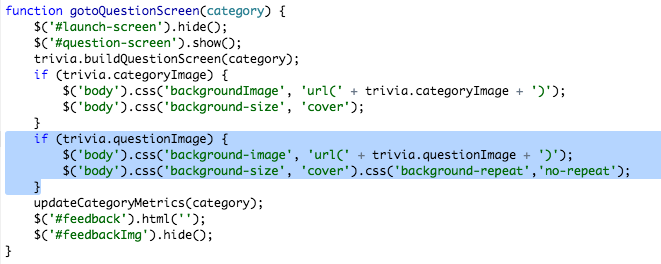 function gotoQuestionScreen(category) {
    $('#launch-screen').hide();
    $('#question-screen').show();
    trivia.buildQuestionScreen(category);
    if (trivia.categoryImage) {
        $('body').css('backgroundImage', 'url(' + trivia.categoryImage + ')');
        $('body').css('background-size', 'cover');
    }
    if (trivia.questionImage) {
        $('body').css('background-image', 'url(' + trivia.questionImage + ')');
        $('body').css('background-size', 'cover').css('background-repeat','no-repeat');
    }
    updateCategoryMetrics(category);
    $('#feedback').html('');
    $('#feedbackImg').hide();
}